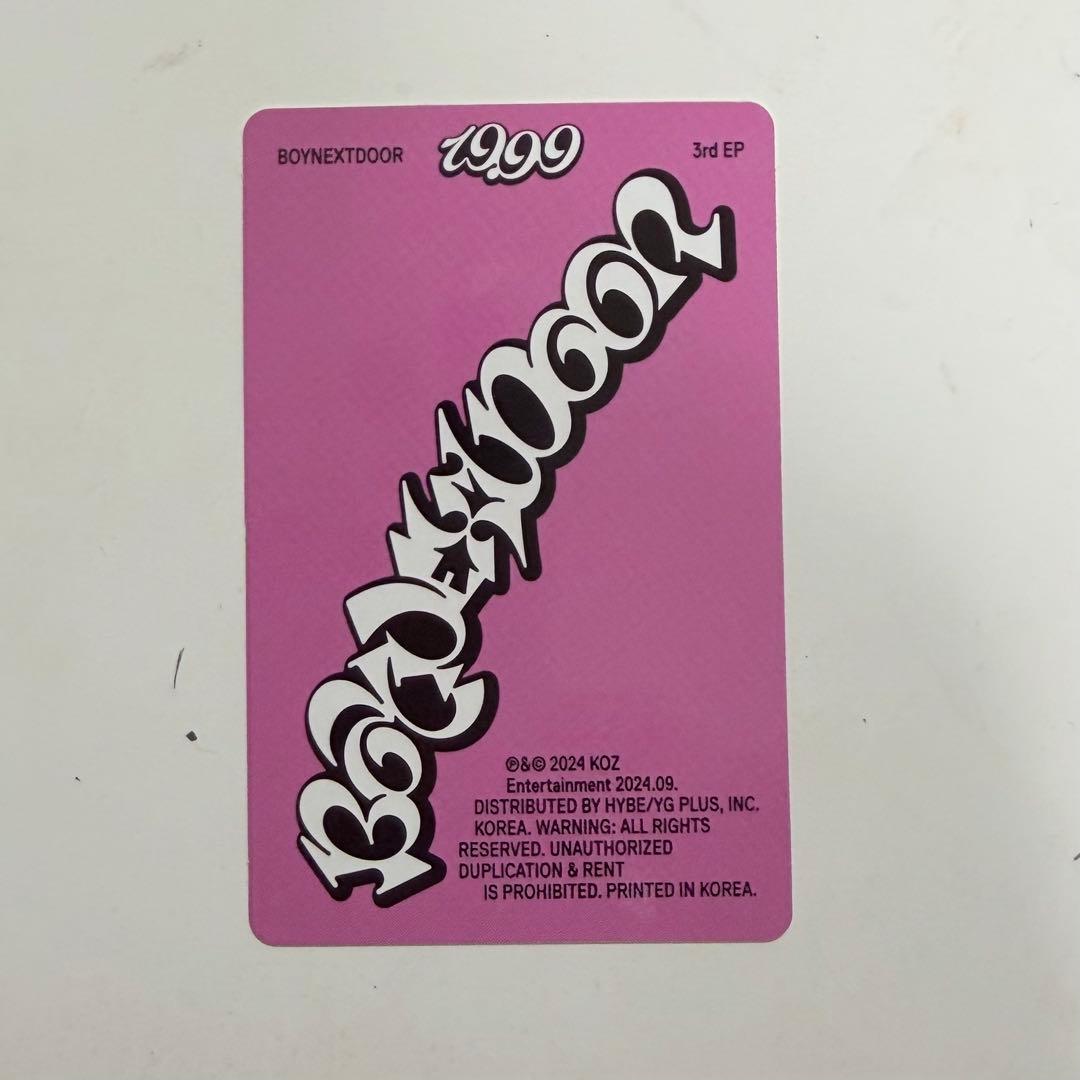 BOYNEXTDOOR
19.99
3rd EP
BOYNEXTDOOR
℗&© 2024 KOZ
Entertainment 2024.09.
DISTRIBUTED BY HYBE/YG PLUS, INC.
KOREA. WARNING: ALL RIGHTS
RESERVED. UNAUTHORIZED
DUPLICATION & RENT
IS PROHIBITED. PRINTED IN KOREA.